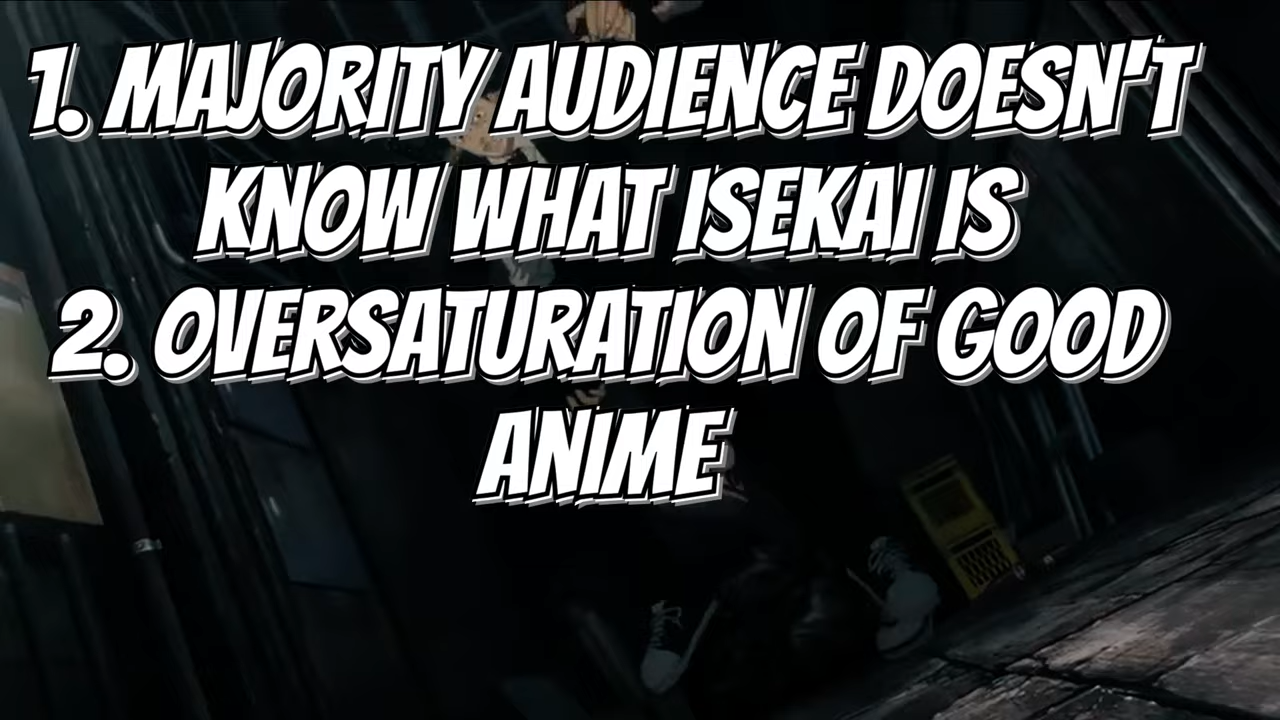 1. MAJORITY AUDIENCE DOESN'T
KNOW WHAT ISEKAI IS
2. OVERSATURATION OF GOOD
ANIME